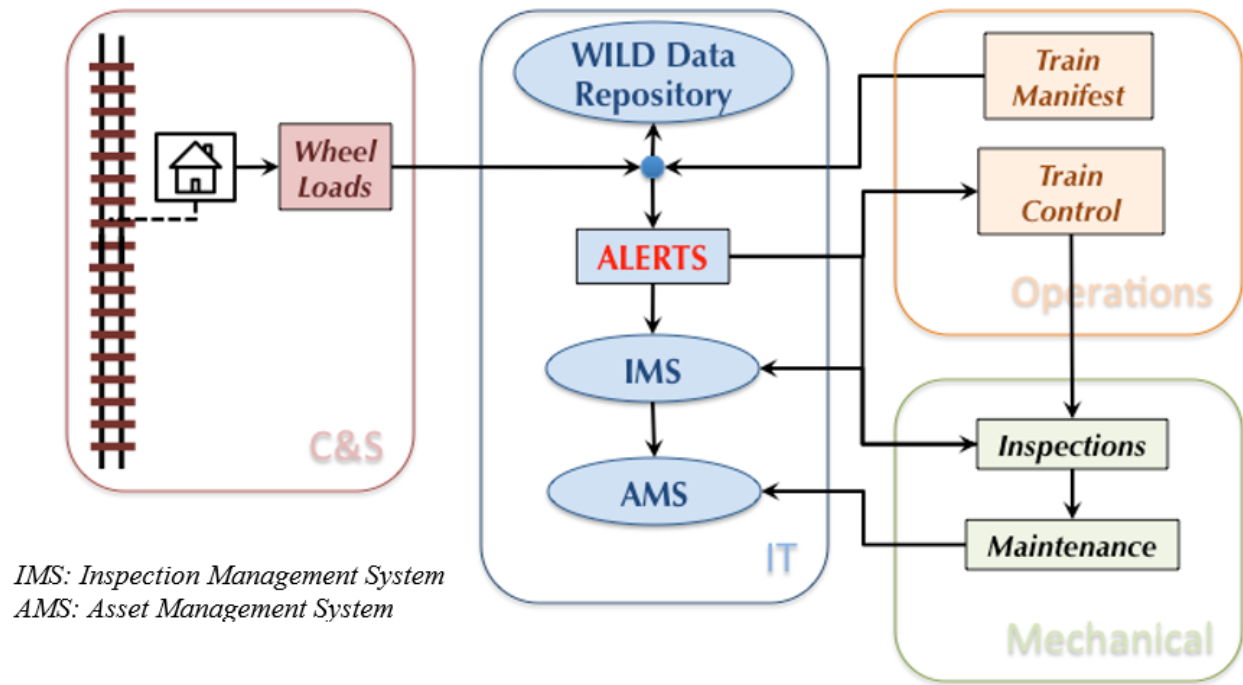 Wheel
Loads
C&S
WILD Data
Repository
ALERTS
IMS
AMS
IT
Train
Manifest
Train
Control
Operations
Inspections
Maintenance
Mechanical
IMS: Inspection Management System
AMS: Asset Management System